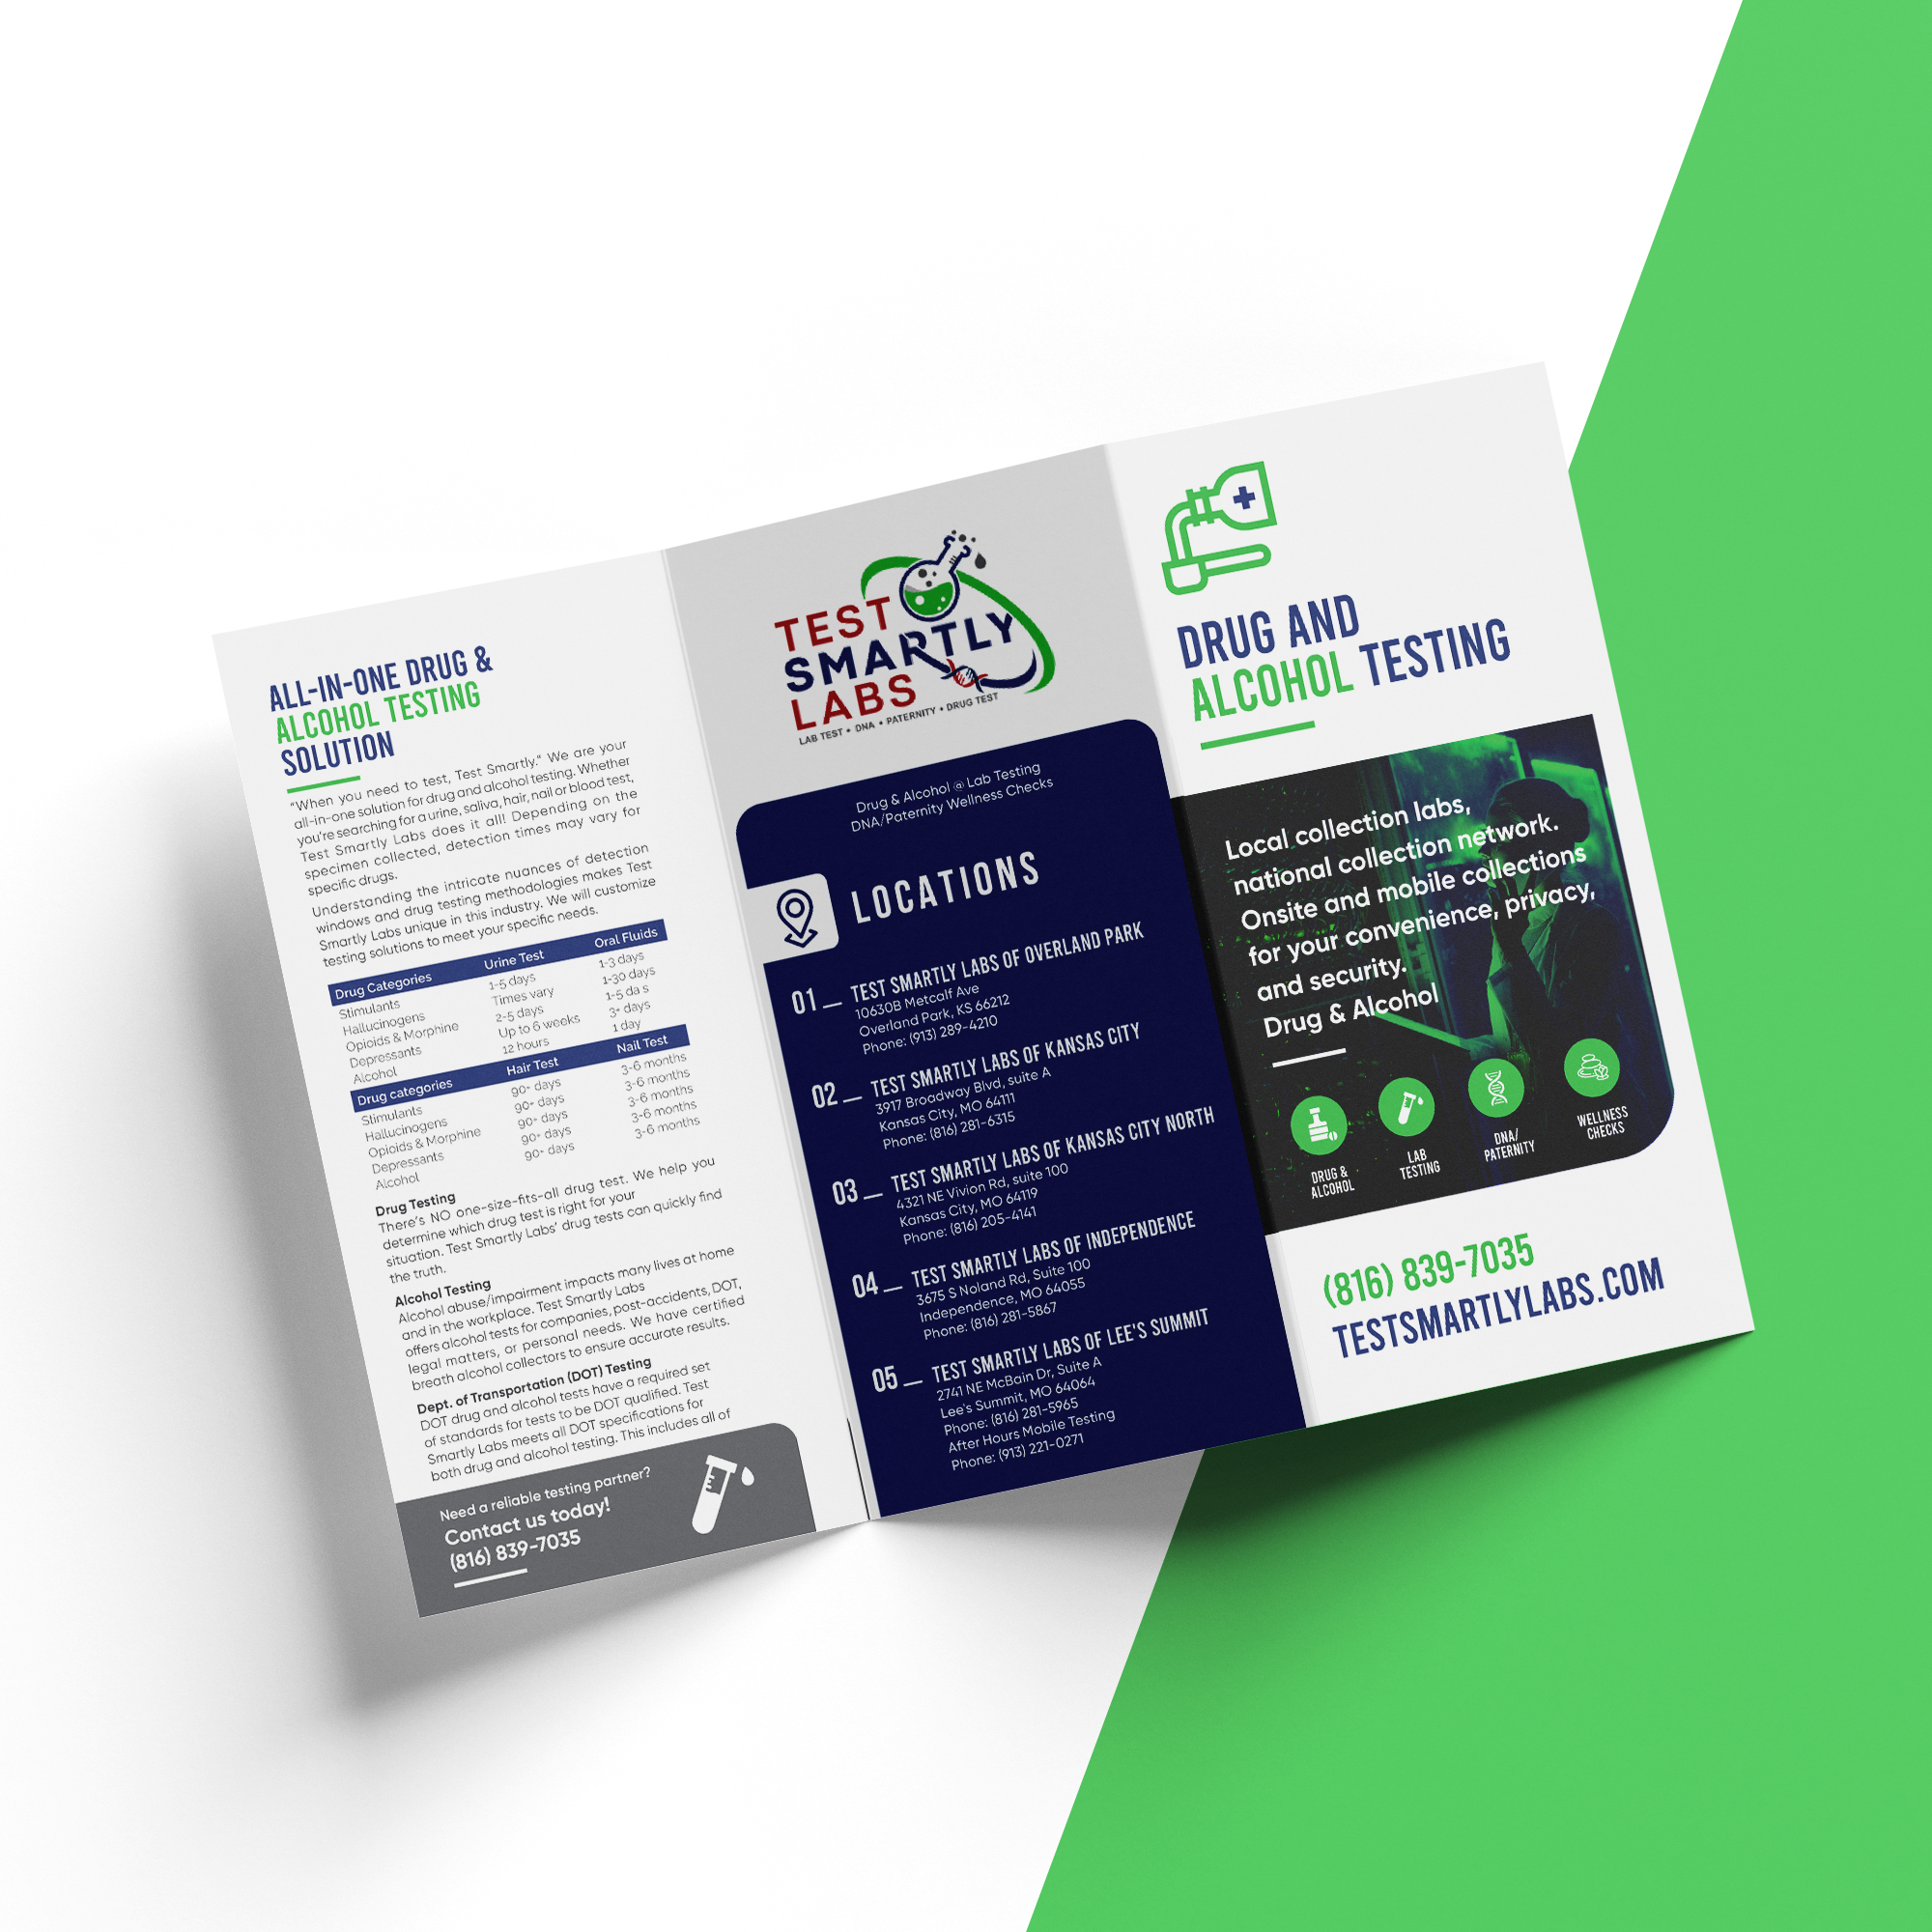 ALL-IN-ONE DRUG &
ALCOHOL TESTING
SOLUTION
"When you need to test, Test Smartly." We are your
all-in-one solution for drug and alcohol testing. Whether
you're searching for a urine, saliva, hair, nail or blood test,
Test Smartly Labs does it all! Depending on the
specimen collected, detection times may vary for
specific drugs.
Understanding the intricate nuances of detection
windows and drug testing methodologies makes Test
Smartly Labs unique in this industry. We will customize
testing solutions to meet your specific needs.
Drug Categories Urine Test Oral Fluids
Stimulants 1-5 days 1-3 days
Hallucinogens Times vary 1-30 days
Opioids & Morphine 2-5 days 1-5 da s
Depressants Up to 6 weeks 3+ days
Alcohol 12 hours 1 day
Drug categories Hair Test Nail Test
Stimulants 90+ days 3-6 months
Hallucinogens 90+ days 3-6 months
Opioids & Morphine 90+ days 3-6 months
Depressants 90+ days 3-6 months
Alcohol 90+ days 3-6 months
Drug Testing
There's NO one-size-fits-all drug test. We help you
determine which drug test is right for your
situation. Test Smartly Labs' drug tests can quickly find
the truth.
Alcohol Testing
Alcohol abuse/impairment impacts many lives at home
and in the workplace. Test Smartly Labs
offers alcohol tests for companies, post-accidents, DOT,
legal matters, or personal needs. We have certified
breath alcohol collectors to ensure accurate results.
Dept. of Transportation (DOT) Testing
DOT drug and alcohol tests have a required set
of standards for tests to be DOT qualified. Test
Smartly Labs meets all DOT specifications for
both drug and alcohol testing. This includes all of
Need a reliable testing partner?
Contact us today!
(816) 839-7035
TEST
SMARTLY
LABS
LAB TEST • DNA • PATERNITY • DRUG TEST
Drug & Alcohol @ Lab Testing
DNA/Paternity Wellness Checks
LOCATIONS
01 — TEST SMARTLY LABS OF OVERLAND PARK
10630B Metcalf Ave
Overland Park, KS 66212
Phone: (913) 289-4210
02 — TEST SMARTLY LABS OF KANSAS CITY
3917 Broadway Blvd, suite A
Kansas City, MO 64111
Phone: (816) 281-6315
03 — TEST SMARTLY LABS OF KANSAS CITY NORTH
4321 NE Vivion Rd, suite 100
Kansas City, MO 64119
Phone: (816) 205-4141
04 — TEST SMARTLY LABS OF INDEPENDENCE
3675 S Noland Rd, Suite 100
Independence, MO 64055
Phone: (816) 281-5867
05 — TEST SMARTLY LABS OF LEE'S SUMMIT
2741 NE McBain Dr, Suite A
Lee's Summit, MO 64064
Phone: (816) 281-5965
After Hours Mobile Testing
Phone: (913) 221-0271
DRUG AND
ALCOHOL TESTING
Local collection labs,
national collection network.
Onsite and mobile collections
for your convenience, privacy,
and security.
Drug & Alcohol
DRUG &
ALCOHOL
LAB
TESTING
DNA/
PATERNITY
WELLNESS
CHECKS
(816) 839-7035
TESTSMARTLYLABS.COM